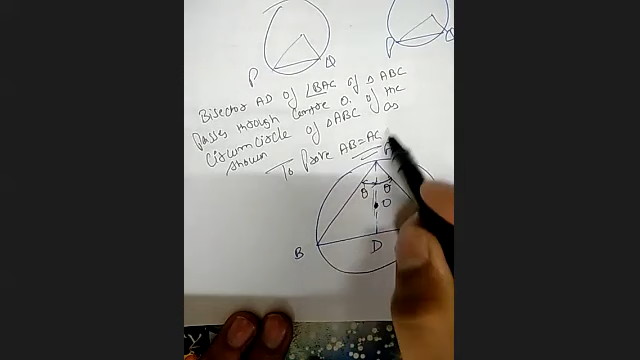 P Q
P
Bisector AD of ∠BAC of △ABC
passes through centre O. of the
Circumcircle of △ABC as
shown
To Prove AB=AC
A
θ θ
O
B
D